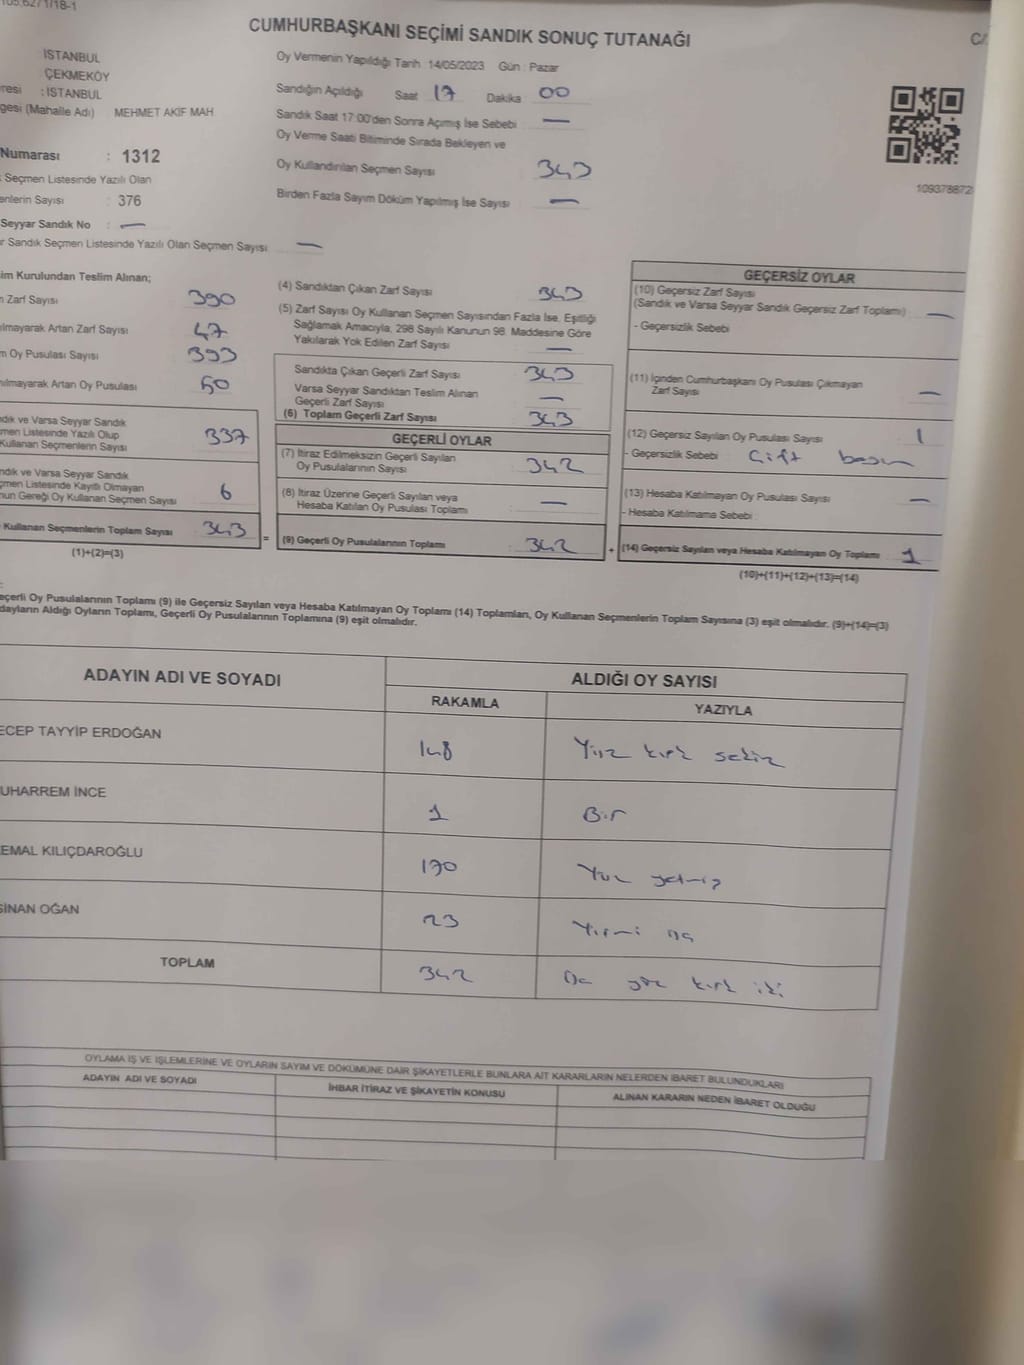 105.6271/18-1
CUMHURBAŞKANI SEÇİMİ SANDIK SONUÇ TUTANAĞI
C/
İSTANBUL
ÇEKMEKÖY
resi : İSTANBUL
gesi (Mahalle Adı) MEHMET AKİF MAH
Numarası : 1312
Seçmen Listesinde Yazılı Olan
enlerin Sayısı : 376
Seyyar Sandık No : —
r Sandık Seçmen Listesinde Yazılı Olan Seçmen Sayısı —
Oy Vermenin Yapıldığı Tarih 14/05/2023 Gün : Pazar
Sandığın Açıldığı Saat 17 Dakika 00
Sandık Saat 17:00'den Sonra Açımış İse Sebebi —
Oy Verme Saati Bitiminde Sırada Bekleyen ve
Oy Kullandırılan Seçmen Sayısı 343
Birden Fazla Sayım Döküm Yapılmış İse Sayısı —
109378872
im Kurulundan Teslim Alınan;
n Zarf Sayısı 390
ılmayarak Artan Zarf Sayısı 47
m Oy Pusulası Sayısı 393
nılmayarak Artan Oy Pusulası 50
ndık ve Varsa Seyyar Sandık
men Listesinde Yazılı Olup
Kullanan Seçmenlerin Sayısı 337
ndık ve Varsa Seyyar Sandık
çmen Listesinde Kayıtlı Olmayan
nun Gereği Oy Kullanan Seçmen Sayısı 6
Kullanan Seçmenlerin Toplam Sayısı 343 =
(1)+(2)=(3)
(4) Sandıktan Çıkan Zarf Sayısı 343
(5) Zarf Sayısı Oy Kullanan Seçmen Sayısından Fazla İse, Eşitliği
Sağlamak Amacıyla, 298 Sayılı Kanunun 98. Maddesine Göre
Yakılarak Yok Edilen Zarf Sayısı —
Sandıkta Çıkan Geçerli Zarf Sayısı 343
Varsa Seyyar Sandıktan Teslim Alınan
Geçerli Zarf Sayısı —
(6) Toplam Geçerli Zarf Sayısı 343
GEÇERLİ OYLAR
(7) İtiraz Edilmeksizin Geçerli Sayılan
Oy Pusulalarının Sayısı 342
(8) İtiraz Üzerine Geçerli Sayılan veya
Hesaba Katılan Oy Pusulası Toplamı : —
(9) Geçerli Oy Pusulalarının Toplamı 342 +
GEÇERSİZ OYLAR
(10) Geçersiz Zarf Sayısı
(Sandık ve Varsa Seyyar Sandık Geçersiz Zarf Toplamı) —
- Geçersizlik Sebebi
(11) İçinden Cumhurbaşkanı Oy Pusulası Çıkmayan
Zarf Sayısı —
(12) Geçersiz Sayılan Oy Pusulası Sayısı 1
- Geçersizlik Sebebi Çift basım
(13) Hesaba Katılmayan Oy Pusulası Sayısı —
- Hesaba Katılmama Sebebi :
(14) Geçersiz Sayılan veya Hesaba Katılmayan Oy Toplamı 1
(10)+(11)+(12)+(13)=(14)
:
eçerli Oy Pusulalarının Toplamı (9) ile Geçersiz Sayılan veya Hesaba Katılmayan Oy Toplamı (14) Toplamları, Oy Kullanan Seçmenlerin Toplam Sayısına (3) eşit olmalıdır. (9)+(14)=(3)
dayların Aldığı Oyların Toplamı, Geçerli Oy Pusulalarının Toplamına (9) eşit olmalıdır.
ADAYIN ADI VE SOYADI ALDIĞI OY SAYISI
RAKAMLA YAZIYLA
ECEP TAYYİP ERDOĞAN 148 Yüz kırk sekiz
UHARREM İNCE 1 Bir
EMAL KILIÇDAROĞLU 170 Yüz yetmiş
SİNAN OĞAN 23 Yirmi üç
TOPLAM 342 Üç yüz kırk iki
OYLAMA İŞ VE İŞLEMLERİNE VE OYLARIN SAYIM VE DÖKÜMÜNE DAİR ŞİKAYETLERLE BUNLARA AİT KARARLARIN NELERDEN İBARET BULUNDUKLARI
ADAYIN ADI VE SOYADI İHBAR İTİRAZ VE ŞİKAYETİN KONUSU ALINAN KARARIN NEDEN İBARET OLDUĞU